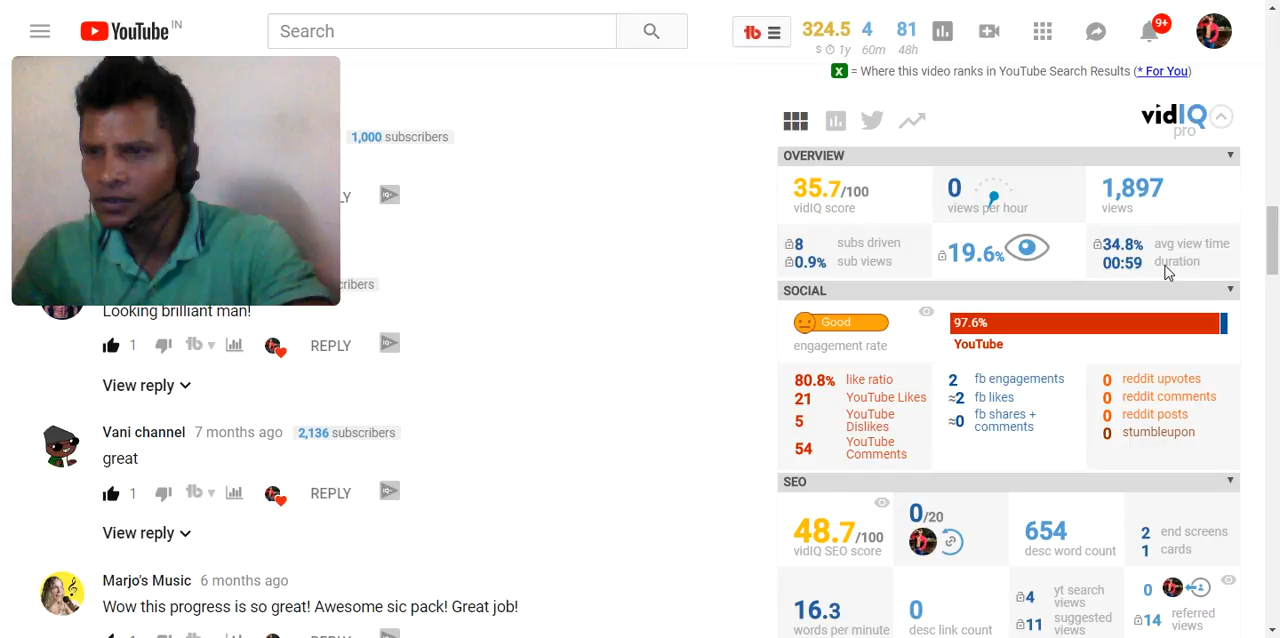 YouTube IN
Search
tb
324.5 4 81
$ 1y 60m 48h
9+
X = Where this video ranks in YouTube Search Results (* For You)
1,000 subscribers
LY
cribers
Looking brilliant man!
1 tb REPLY
View reply
Vani channel 7 months ago 2,136 subscribers
great
1 tb REPLY
View reply
Marjo's Music 6 months ago
Wow this progress is so great! Awesome sic pack! Great job!
vidIQ
pro
OVERVIEW
35.7/100
vidIQ score
0
views per hour
1,897
views
8 subs driven
0.9% sub views
19.6%
34.8% avg view time
00:59 duration
SOCIAL
Good
engagement rate
97.6%
YouTube
80.8% like ratio
21 YouTube Likes
5 YouTube Dislikes
54 YouTube Comments
2 fb engagements
≈2 fb likes
≈0 fb shares + comments
0 reddit upvotes
0 reddit comments
0 reddit posts
0 stumbleupon
SEO
48.7/100
vidIQ SEO score
0/20
654
desc word count
2 end screens
1 cards
16.3
words per minute
0
desc link count
4 yt search views
11 suggested views
0
14 referred views